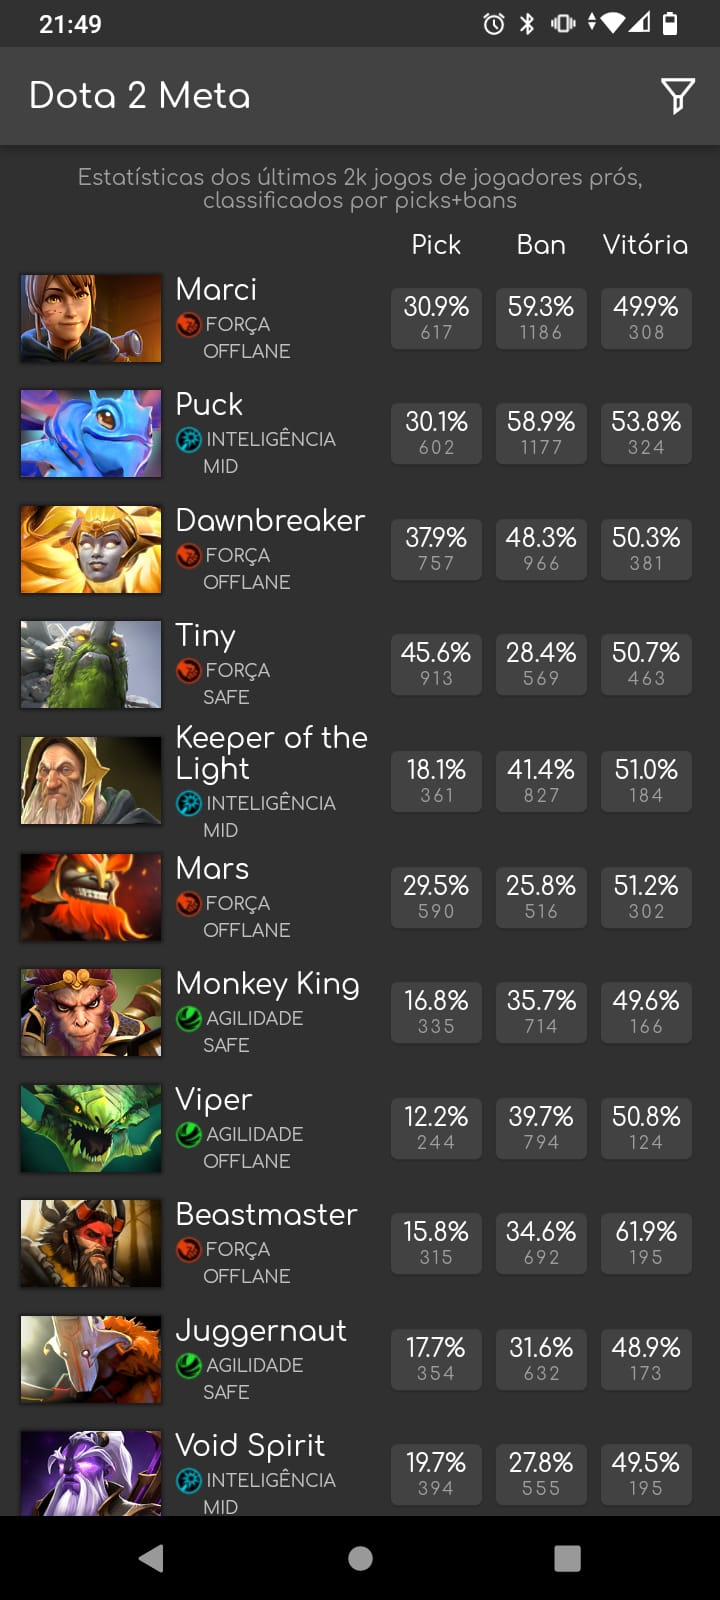 21:49
Dota 2 Meta
Estatísticas dos últimos 2k jogos de jogadores prós,
classificados por picks+bans
Pick Ban Vitória
Marci
FORÇA
OFFLANE
30.9% 59.3% 49.9%
617 1186 308
Puck
INTELIGÊNCIA
MID
30.1% 58.9% 53.8%
602 1177 324
Dawnbreaker
FORÇA
OFFLANE
37.9% 48.3% 50.3%
757 966 381
Tiny
FORÇA
SAFE
45.6% 28.4% 50.7%
913 569 463
Keeper of the
Light
INTELIGÊNCIA
MID
18.1% 41.4% 51.0%
361 827 184
Mars
FORÇA
OFFLANE
29.5% 25.8% 51.2%
590 516 302
Monkey King
AGILIDADE
SAFE
16.8% 35.7% 49.6%
335 714 166
Viper
AGILIDADE
OFFLANE
12.2% 39.7% 50.8%
244 794 124
Beastmaster
FORÇA
OFFLANE
15.8% 34.6% 61.9%
315 692 195
Juggernaut
AGILIDADE
SAFE
17.7% 31.6% 48.9%
354 632 173
Void Spirit
INTELIGÊNCIA
MID
19.7% 27.8% 49.5%
394 555 195